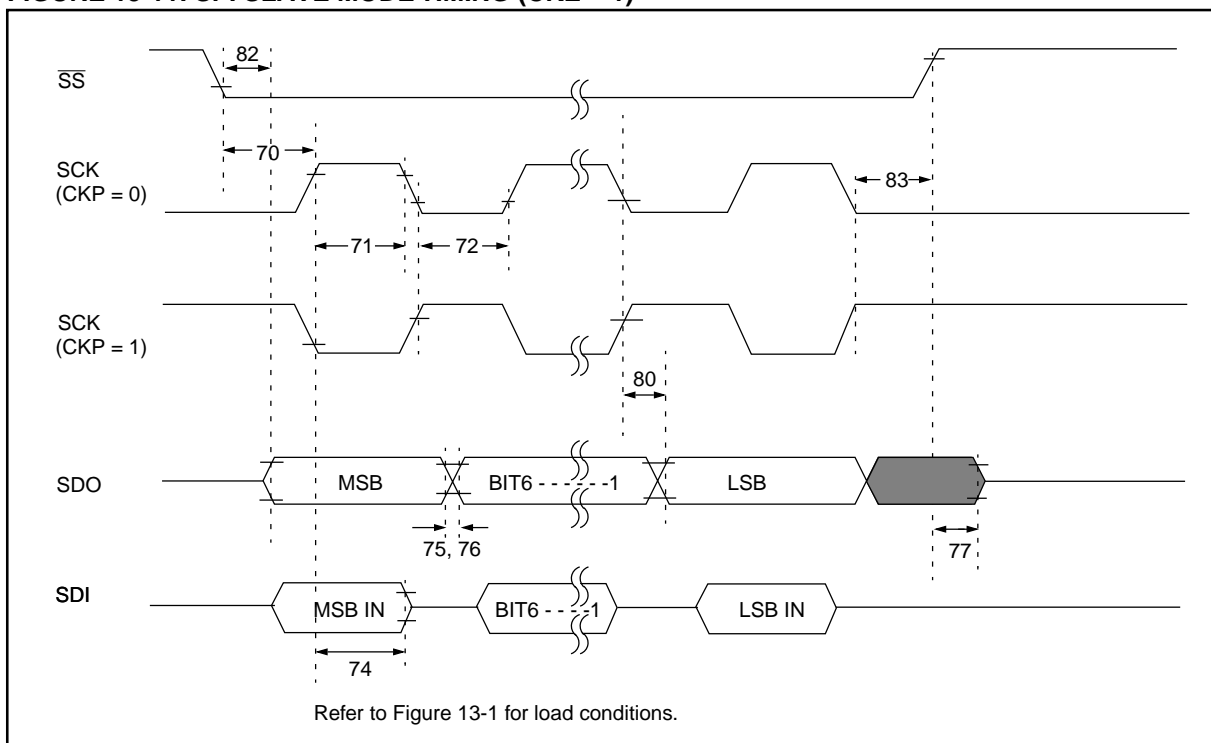 82
SS
70
SCK
(CKP = 0)
83
71
72
SCK
(CKP = 1)
80
SDO
MSB
BIT6 - - - - - -1
LSB
75, 76
77
SDI
MSB IN
BIT6 - - - -1
LSB IN
74
Refer to Figure 13-1 for load conditions.